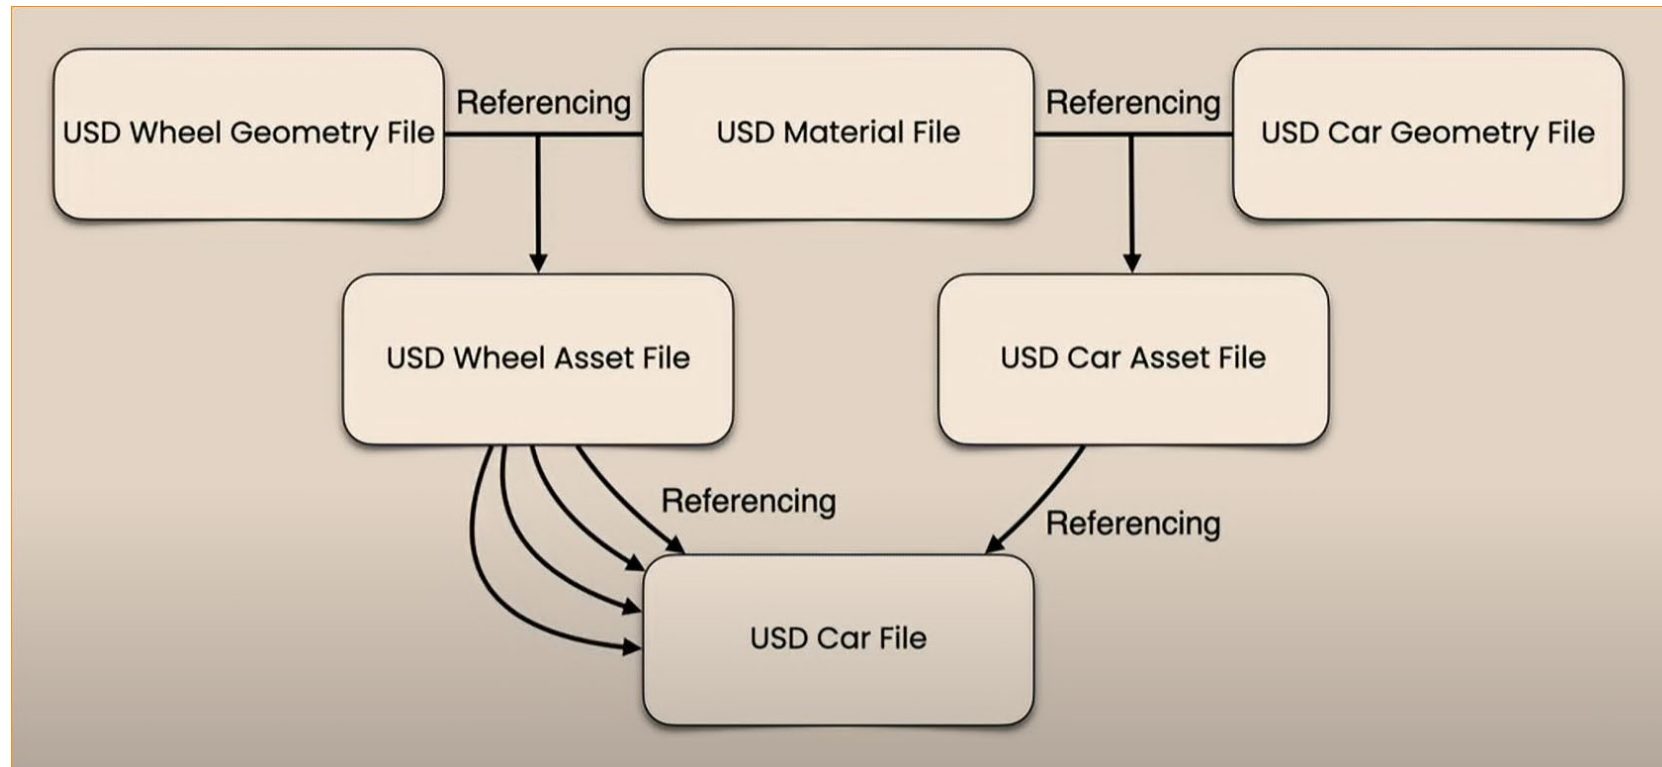 USD Wheel Geometry File
Referencing
USD Material File
Referencing
USD Car Geometry File
USD Wheel Asset File
USD Car Asset File
Referencing
Referencing
USD Car File